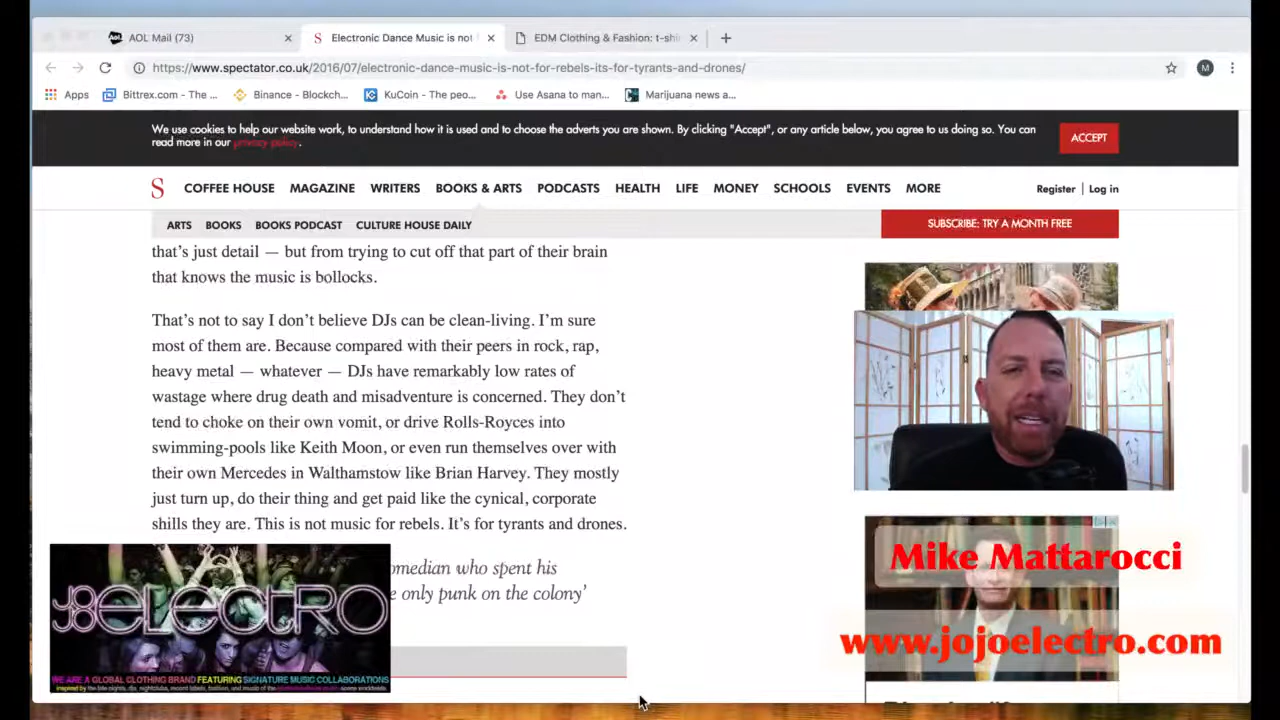 AOL Mail (73)
Electronic Dance Music is not
EDM Clothing & Fashion: t-shi
https://www.spectator.co.uk/2016/07/electronic-dance-music-is-not-for-rebels-its-for-tyrants-and-drones/
M
Apps
Bittrex.com - The ...
Binance - Blockch...
KuCoin - The peo...
Use Asana to man...
Marijuana news a...
We use cookies to help our website work, to understand how it is used and to choose the adverts you are shown. By clicking "Accept", or any article below, you agree to us doing so. You can
read more in our privacy policy.
ACCEPT
S COFFEE HOUSE MAGAZINE WRITERS BOOKS & ARTS PODCASTS HEALTH LIFE MONEY SCHOOLS EVENTS MORE
Register Log in
ARTS BOOKS BOOKS PODCAST CULTURE HOUSE DAILY
SUBSCRIBE: TRY A MONTH FREE
that's just detail — but from trying to cut off that part of their brain
that knows the music is bollocks.
That's not to say I don't believe DJs can be clean-living. I'm sure
most of them are. Because compared with their peers in rock, rap,
heavy metal — whatever — DJs have remarkably low rates of
wastage where drug death and misadventure is concerned. They don't
tend to choke on their own vomit, or drive Rolls-Royces into
swimming-pools like Keith Moon, or even run themselves over with
their own Mercedes in Walthamstow like Brian Harvey. They mostly
just turn up, do their thing and get paid like the cynical, corporate
shills they are. This is not music for rebels. It's for tyrants and drones.
omedian who spent his
e only punk on the colony'
ELECTRO
WE ARE A GLOBAL CLOTHING BRAND FEATURING SIGNATURE MUSIC COLLABORATIONS
Mike Mattarocci
www.jojoelectro.com